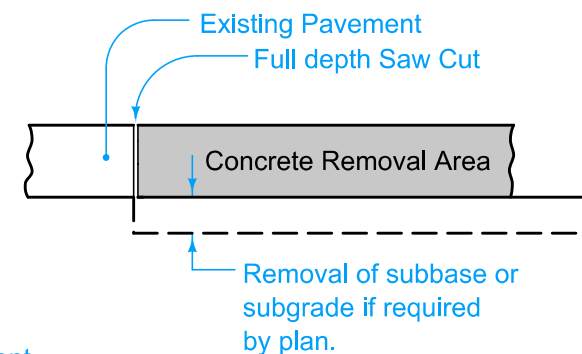 Existing Pavement
Full depth Saw Cut
Concrete Removal Area
Removal of subbase or
subgrade if required
by plan.